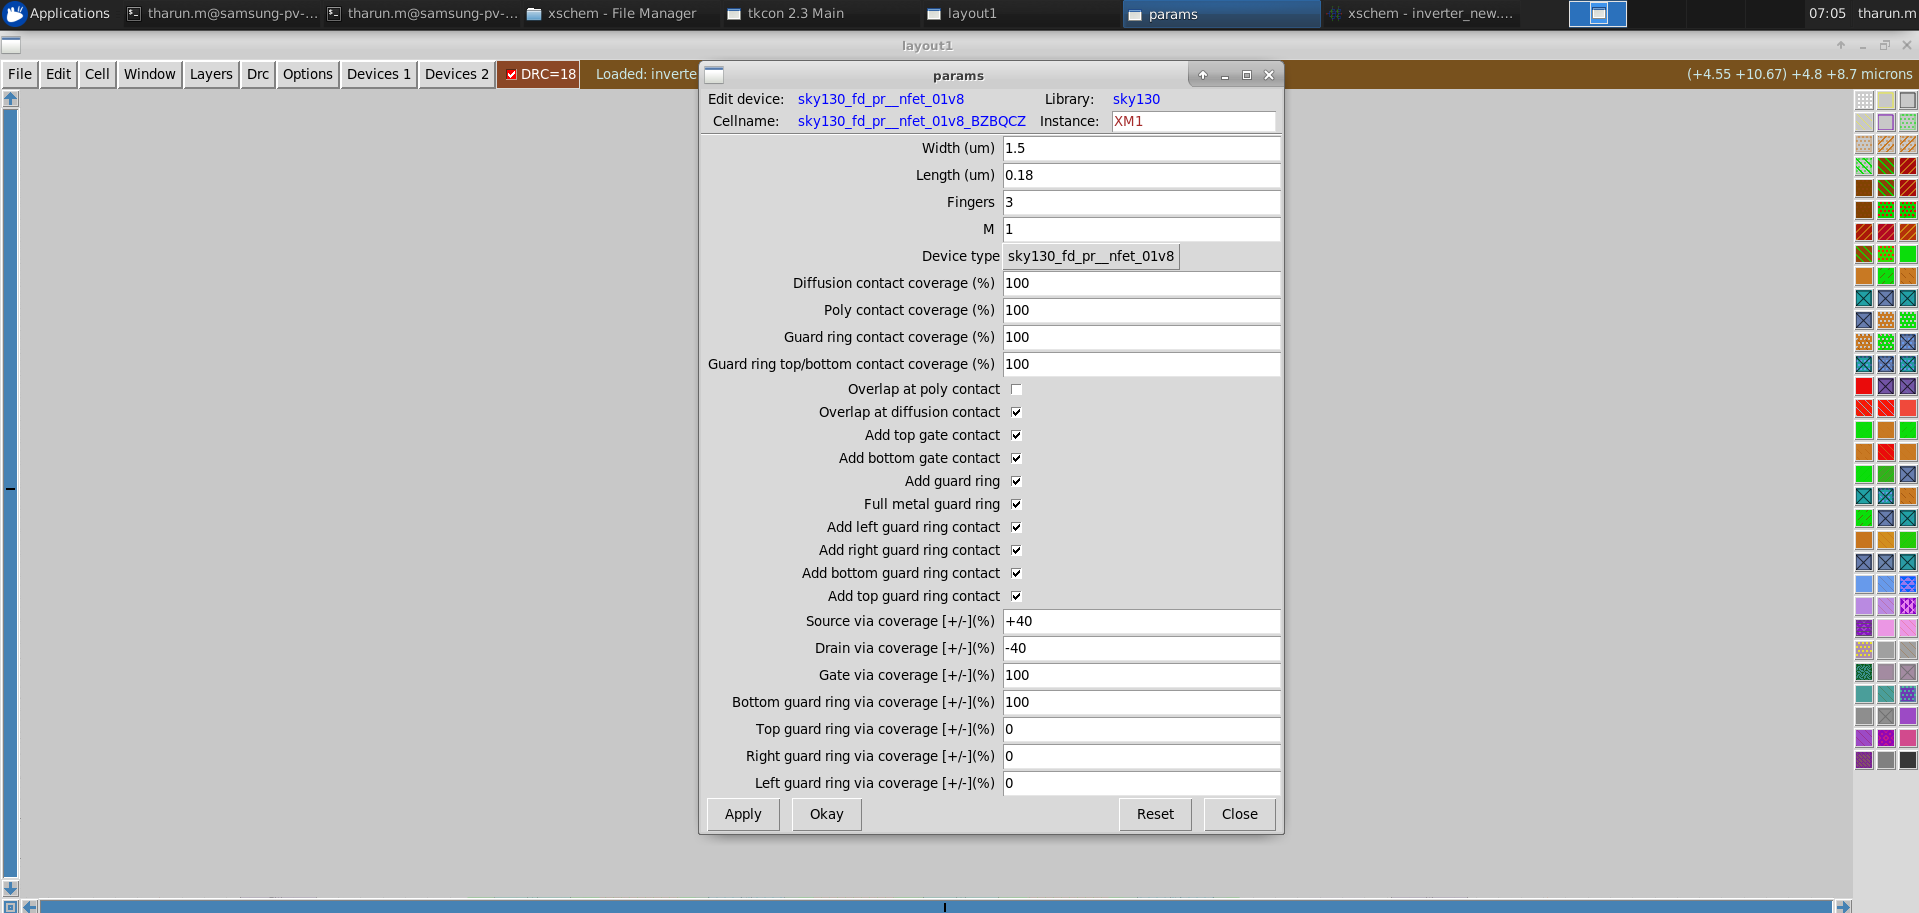 Applications tharun.m@samsung-pv-... tharun.m@samsung-pv-... xschem - File Manager tkcon 2.3 Main layout1 params xschem - inverter_new.... 07:05 tharun.m
layout1
File Edit Cell Window Layers Drc Options Devices 1 Devices 2 DRC=18 Loaded: inverte (+4.55 +10.67) +4.8 +8.7 microns
params
Edit device: sky130_fd_pr__nfet_01v8 Library: sky130
Cellname: sky130_fd_pr__nfet_01v8_BZBQCZ Instance: XM1
Width (um) 1.5
Length (um) 0.18
Fingers 3
M 1
Device type sky130_fd_pr__nfet_01v8
Diffusion contact coverage (%) 100
Poly contact coverage (%) 100
Guard ring contact coverage (%) 100
Guard ring top/bottom contact coverage (%) 100
Overlap at poly contact
Overlap at diffusion contact
Add top gate contact
Add bottom gate contact
Add guard ring
Full metal guard ring
Add left guard ring contact
Add right guard ring contact
Add bottom guard ring contact
Add top guard ring contact
Source via coverage [+/-](%) +40
Drain via coverage [+/-](%) -40
Gate via coverage [+/-](%) 100
Bottom guard ring via coverage [+/-](%) 100
Top guard ring via coverage [+/-](%) 0
Right guard ring via coverage [+/-](%) 0
Left guard ring via coverage [+/-](%) 0
Apply Okay Reset Close